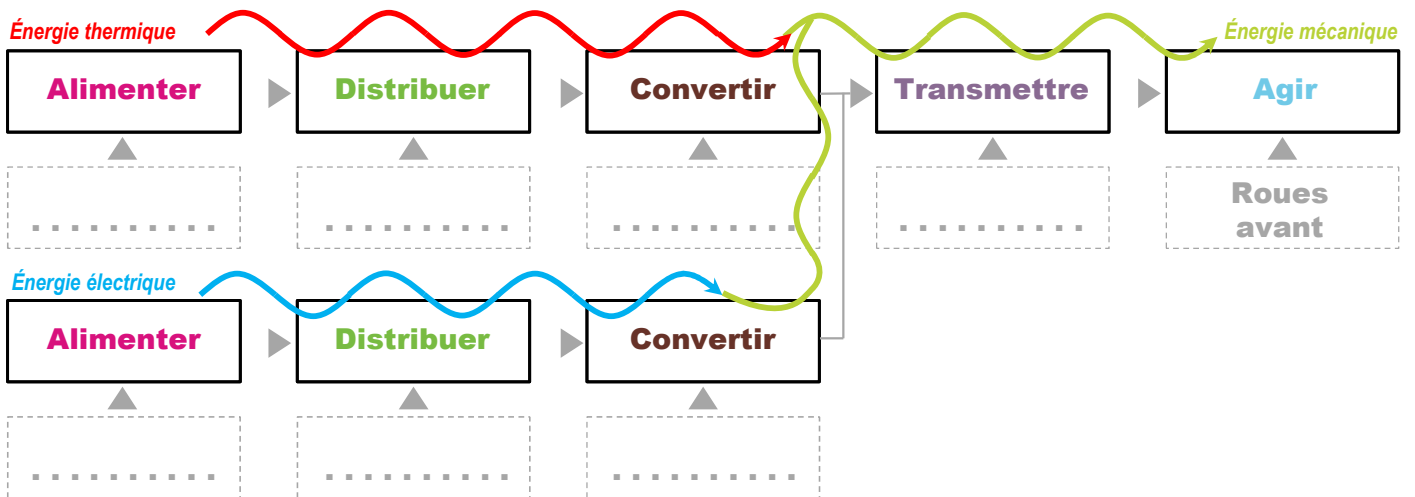 Énergie thermique
Énergie mécanique
Alimenter
Distribuer
Convertir
Transmettre
Agir
. . . . . . . . . .
. . . . . . . . . .
. . . . . . . . . .
. . . . . . . . . .
Roues
avant
Énergie électrique
Alimenter
Distribuer
Convertir
. . . . . . . . . .
. . . . . . . . . .
. . . . . . . . . .